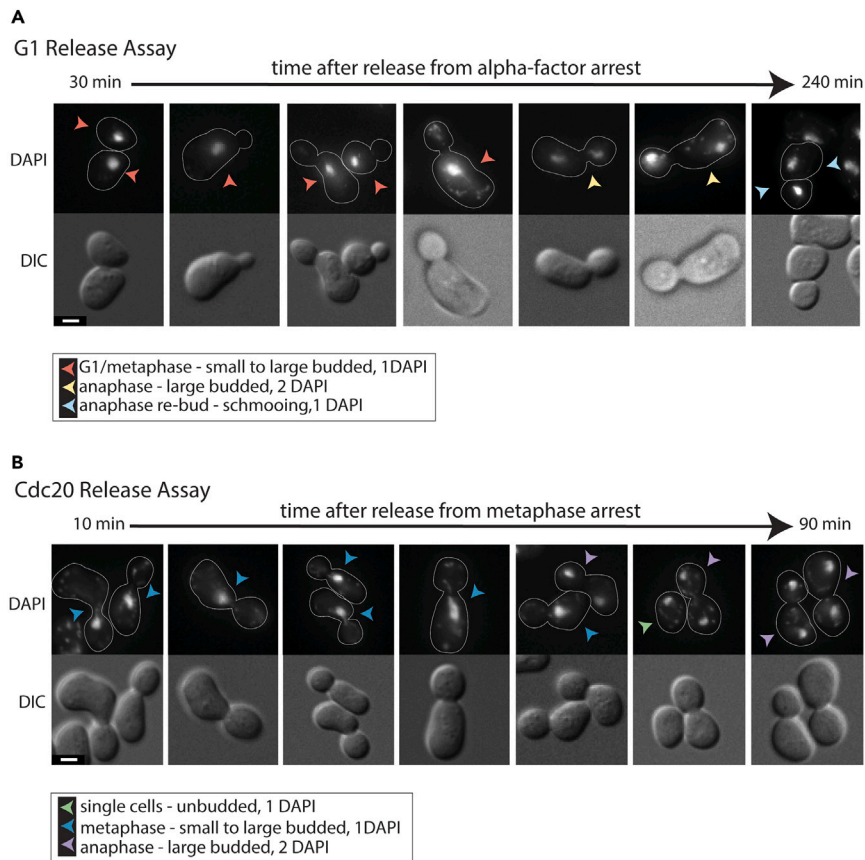 A
G1 Release Assay
time after release from alpha-factor arrest
30 min
240 min
DAPI
DIC
G1/metaphase - small to large budded, 1DAPI
anaphase - large budded, 2 DAPI
anaphase re-bud - schmooing,1 DAPI
B
Cdc20 Release Assay
time after release from metaphase arrest
10 min
90 min
DAPI
DIC
single cells - unbudded, 1 DAPI
metaphase - small to large budded, 1DAPI
anaphase - large budded, 2 DAPI